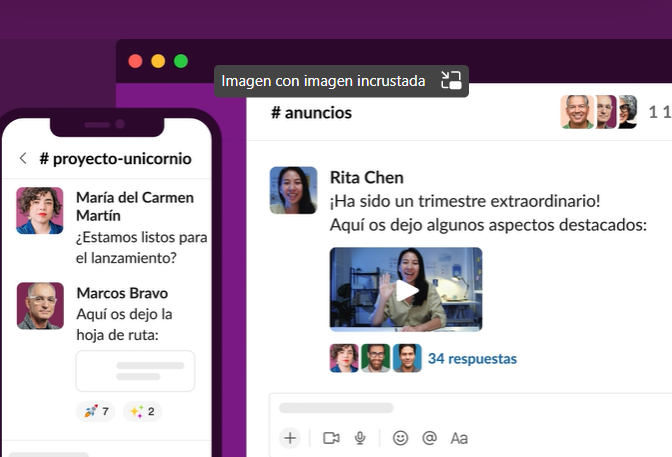 Imagen con imagen incrustada
# anuncios
1 1
Rita Chen
¡Ha sido un trimestre extraordinario!
Aquí os dejo algunos aspectos destacados:
34 respuestas
Aa
# proyecto-unicornio
María del Carmen
Martín
¿Estamos listos para
el lanzamiento?
Marcos Bravo
Aquí os dejo la
hoja de ruta:
7
2